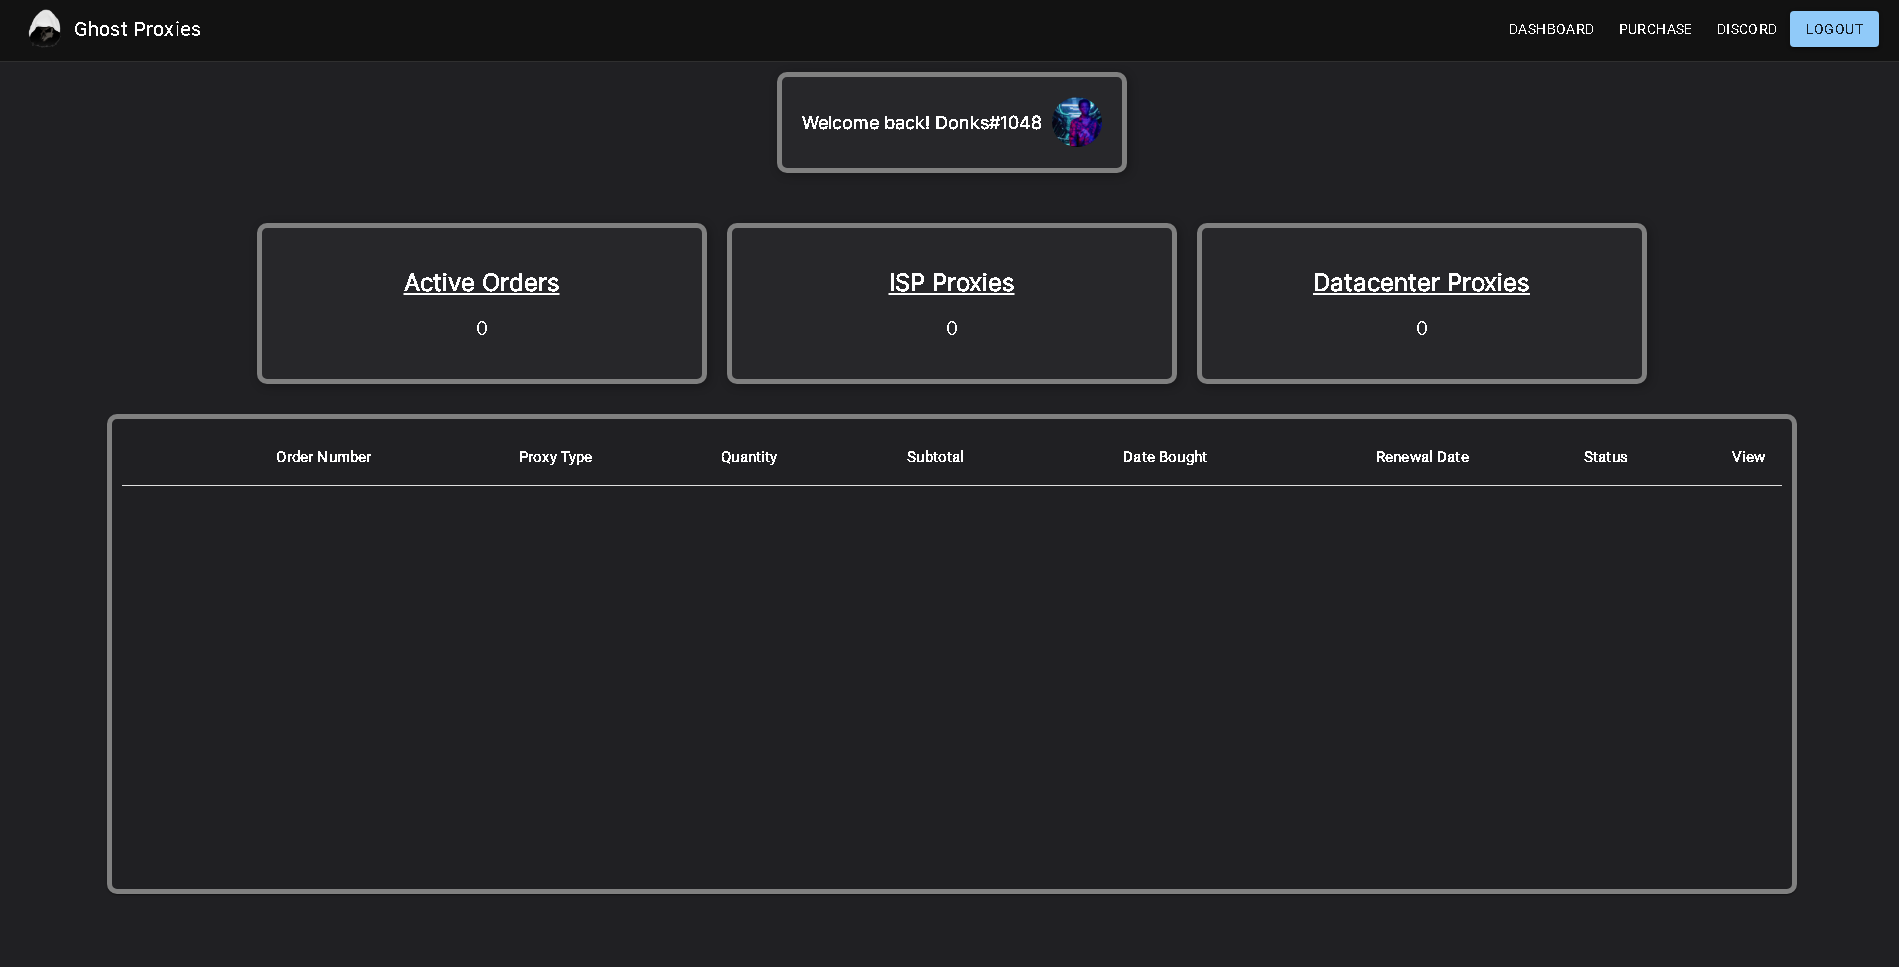 Ghost Proxies
DASHBOARD PURCHASE DISCORD LOGOUT
Welcome back! Donks#1048
Active Orders
0
ISP Proxies
0
Datacenter Proxies
0
Order Number Proxy Type Quantity Subtotal Date Bought Renewal Date Status View